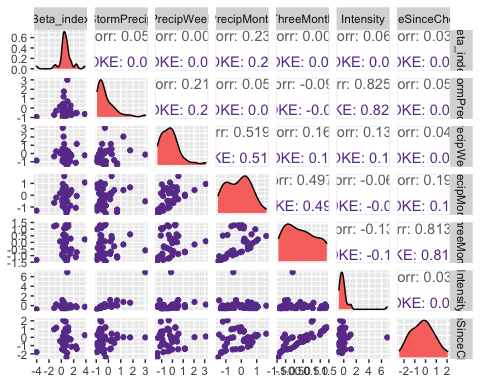 Beta_index StormPrecip PrecipWeek PrecipMonth ThreeMonth Intensity eSinceCh
0.6 orr: 0.05 orr: 0.00 orr: 0.23 orr: 0.00 orr: 0.06 orr: 0.03
0.4
0.2 OKE: 0.0 OKE: 0.0 OKE: 0.2 OKE: 0.0 OKE: 0.0 OKE: 0.0
0.0
3 orr: 0.21 orr: 0.05 orr: -0.09 orr: 0.825 orr: 0.05
2
1
0 OKE: 0.2 OKE: 0.0 OKE: -0.0 OKE: 0.82 OKE: 0.0
-1
3 orr: 0.519 orr: 0.16 orr: 0.13 orr: 0.04
2
1
0 OKE: 0.51 OKE: 0.1 OKE: 0.1 OKE: 0.0
-1
1 orr: 0.497 orr: -0.06 orr: 0.19
0
-1 OKE: 0.49 OKE: -0.0 OKE: 0.1
1.5 orr: -0.13 orr: 0.813
1.0
0.5
0.0
-0.5 OKE: -0.1 OKE: 0.81
-1.0
-1.5
6 orr: 0.03
4
2
0 OKE: 0.0
Intensity
2
1
0
-1
-2
-4 -2 0 2 -1 0 1 2 3 -1 0 1 2 3 -1 0 1 0 2 4 6 -2 -1 0 1 2